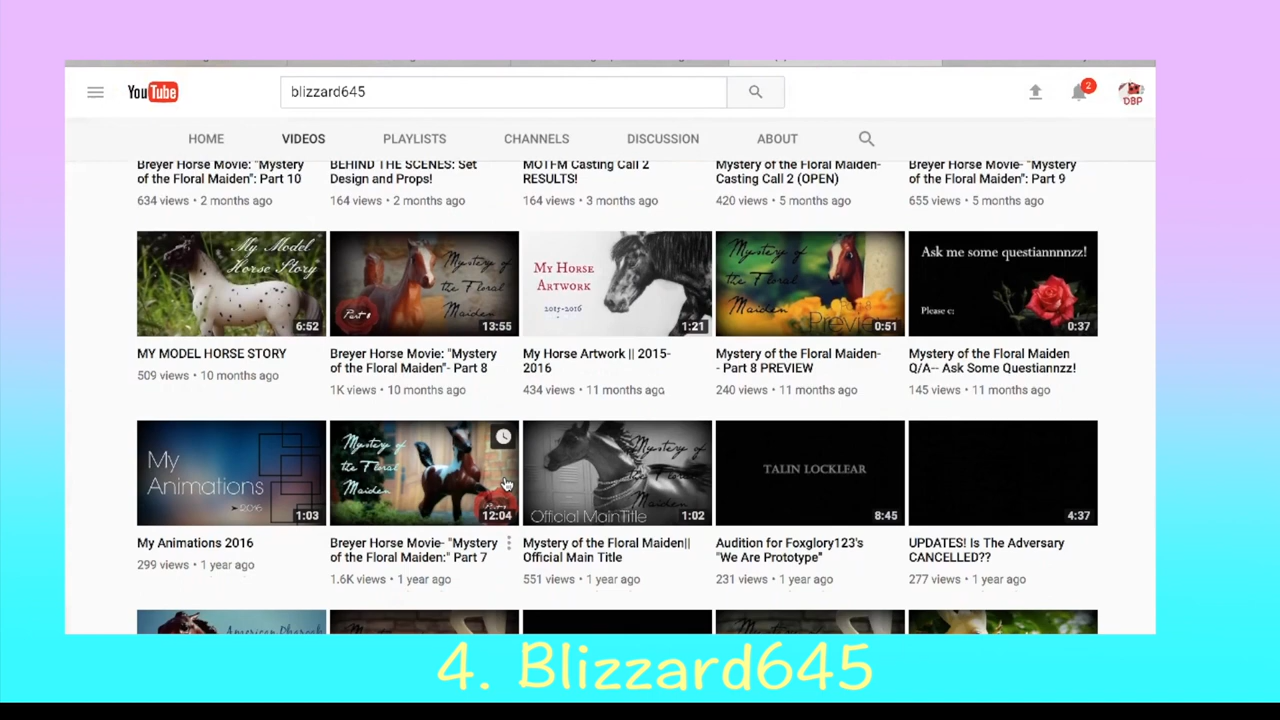 YouTube
blizzard645
2
DBP
HOME VIDEOS PLAYLISTS CHANNELS DISCUSSION ABOUT
Breyer Horse Movie: "Mystery
of the Floral Maiden": Part 10
634 views • 2 months ago
BEHIND THE SCENES: Set
Design and Props!
164 views • 2 months ago
MOTFM Casting Call 2
RESULTS!
164 views • 3 months ago
Mystery of the Floral Maiden-
Casting Call 2 (OPEN)
420 views • 5 months ago
Breyer Horse Movie- "Mystery
of the Floral Maiden": Part 9
655 views • 5 months ago
My Model
Horse Story
6:52
MY MODEL HORSE STORY
509 views • 10 months ago
Mystery of
the Floral
Maiden
Part 8
13:55
Breyer Horse Movie: "Mystery
of the Floral Maiden"- Part 8
1K views • 10 months ago
My Horse
Artwork
2015-2016
1:21
My Horse Artwork || 2015-
2016
434 views • 11 months ago
Mystery of
the Floral
Maiden
Preview
0:51
Mystery of the Floral Maiden-
- Part 8 PREVIEW
240 views • 11 months ago
Ask me some questiannnnzz!
Please c:
0:37
Mystery of the Floral Maiden
Q/A-- Ask Some Questiannzz!
145 views • 11 months ago
My
Animations
2016
1:03
My Animations 2016
299 views • 1 year ago
Mystery of
the Floral
Maiden
12:04
Breyer Horse Movie- "Mystery
of the Floral Maiden:" Part 7
1.6K views • 1 year ago
Mystery of
the Floral
Maiden
Official MainTitle
1:02
Mystery of the Floral Maiden||
Official Main Title
551 views • 1 year ago
TALIN LOCKLEAR
8:45
Audition for Foxglory123's
"We Are Prototype"
231 views • 1 year ago
4:37
UPDATES! Is The Adversary
CANCELLED??
277 views • 1 year ago
American Pharoah
4. Blizzard645